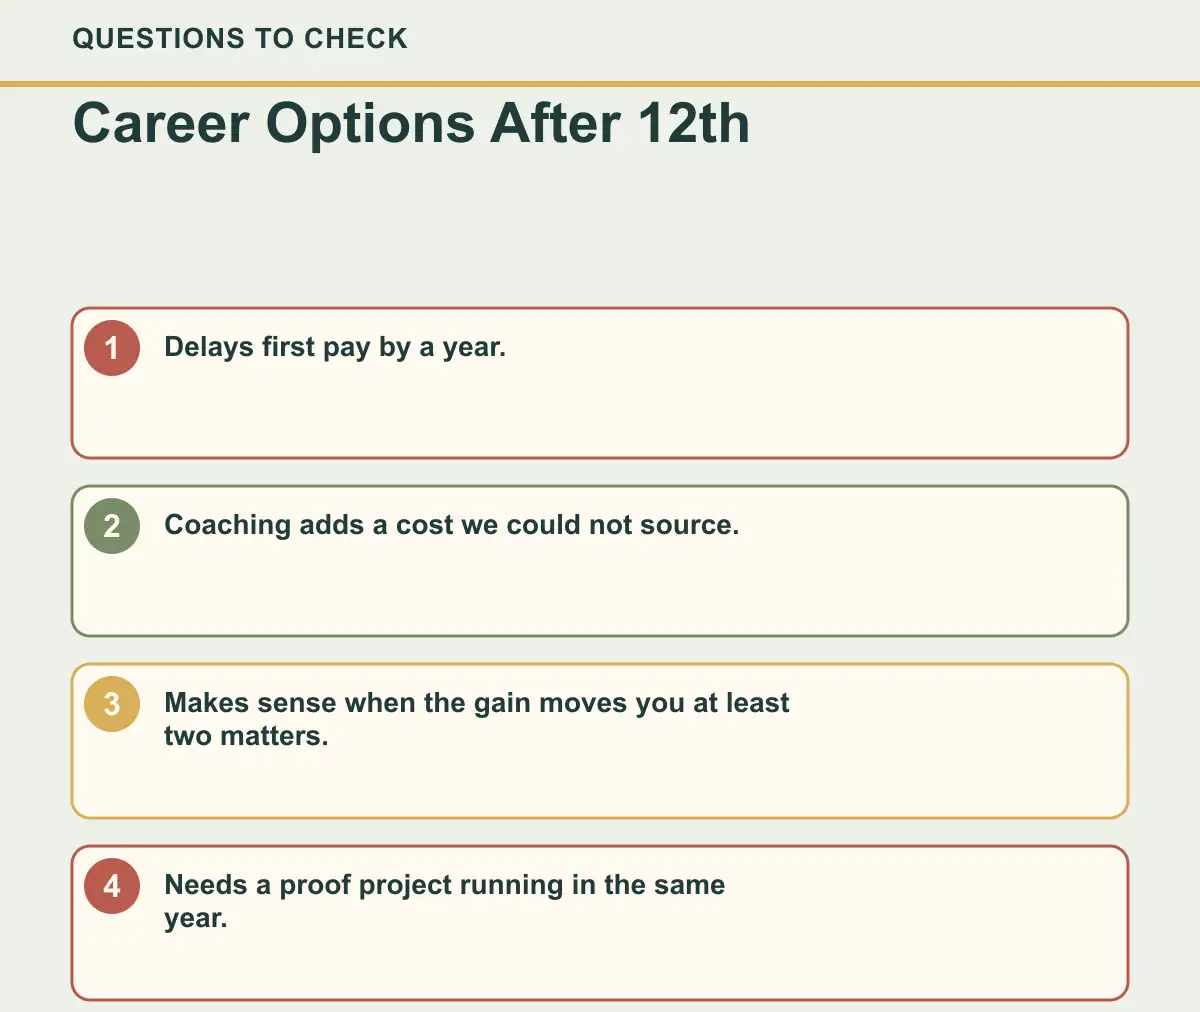 QUESTIONS TO CHECK
Career Options After 12th
1
Delays first pay by a year.
2
Coaching adds a cost we could not source.
3
Makes sense when the gain moves you at least
two matters.
4
Needs a proof project running in the same
year.